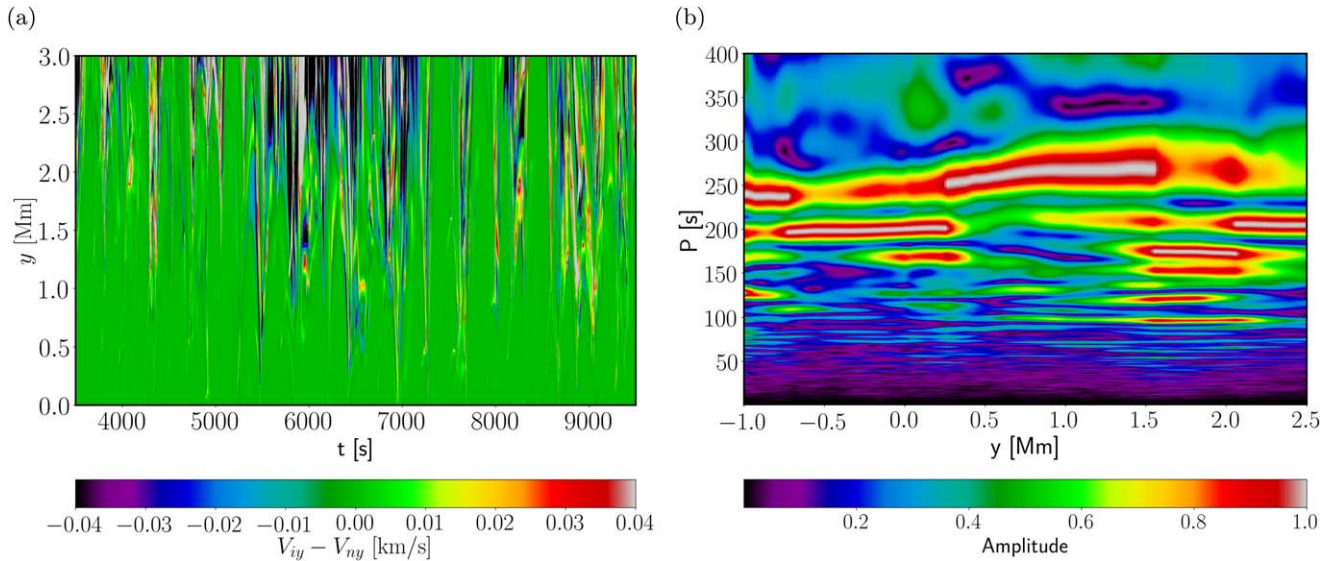 (a)
(b)
3.0
2.5
2.0
1.5
1.0
0.5
0.0
y [Mm]
4000 5000 6000 7000 8000 9000
t [s]
−0.04 −0.03 −0.02 −0.01 0.00 0.01 0.02 0.03 0.04
V_{iy} − V_{ny} [km/s]
400
350
300
250
200
150
100
50
P [s]
−1.0 −0.5 0.0 0.5 1.0 1.5 2.0 2.5
y [Mm]
0.2 0.4 0.6 0.8 1.0
Amplitude